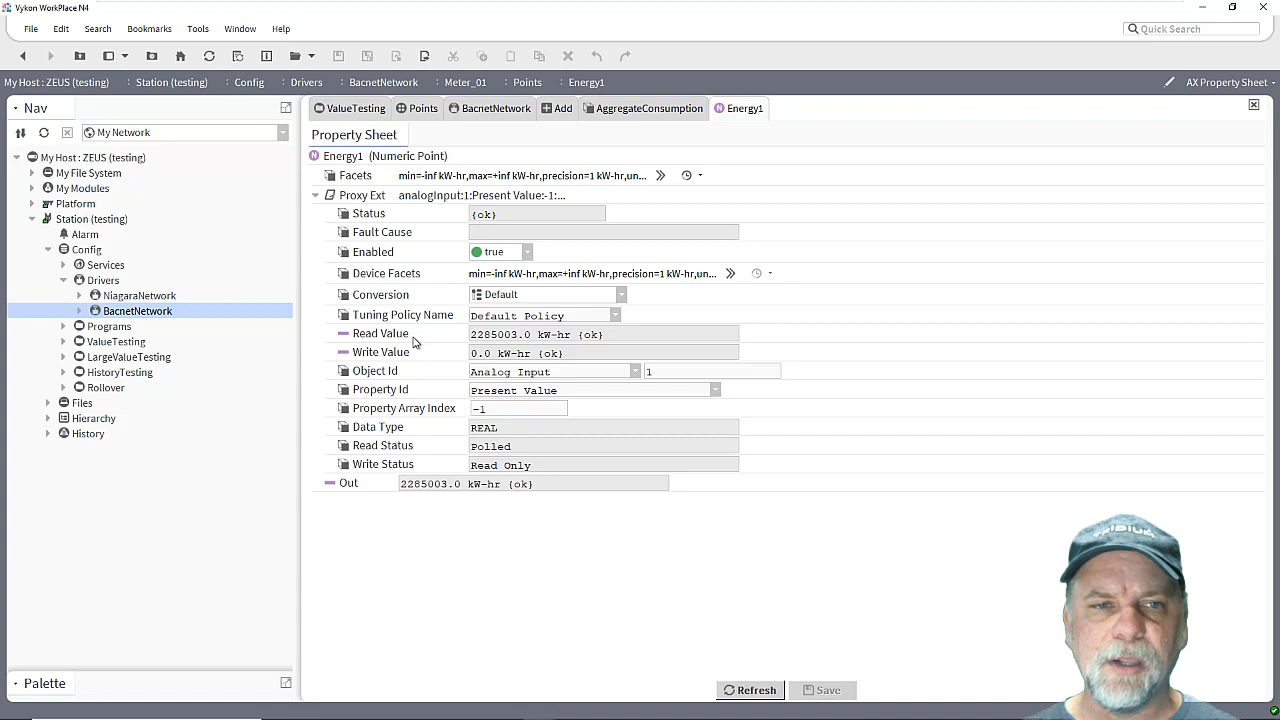 Vykon WorkPlace N4
File Edit Search Bookmarks Tools Window Help
Quick Search
My Host : ZEUS (testing) Station (testing) Config Drivers BacnetNetwork Meter_01 Points Energy1 AX Property Sheet
Nav
ValueTesting Points BacnetNetwork Add AggregateConsumption Energy1
My Network
Property Sheet
My Host : ZEUS (testing)
My File System
My Modules
Platform
Station (testing)
Alarm
Config
Services
Drivers
NiagaraNetwork
BacnetNetwork
Programs
ValueTesting
LargeValueTesting
HistoryTesting
Rollover
Files
Hierarchy
History
Palette
Energy1 (Numeric Point)
Facets min=-inf kW-hr,max=+inf kW-hr,precision=1 kW-hr,un...
Proxy Ext analogInput:1:Present Value:-1:...
Status {ok}
Fault Cause
Enabled true
Device Facets min=-inf kW-hr,max=+inf kW-hr,precision=1 kW-hr,un...
Conversion Default
Tuning Policy Name Default Policy
Read Value 2285003.0 kW-hr {ok}
Write Value 0.0 kW-hr {ok}
Object Id Analog Input 1
Property Id Present Value
Property Array Index -1
Data Type REAL
Read Status Polled
Write Status Read Only
Out 2285003.0 kW-hr {ok}
Refresh Save
TRIDIUM